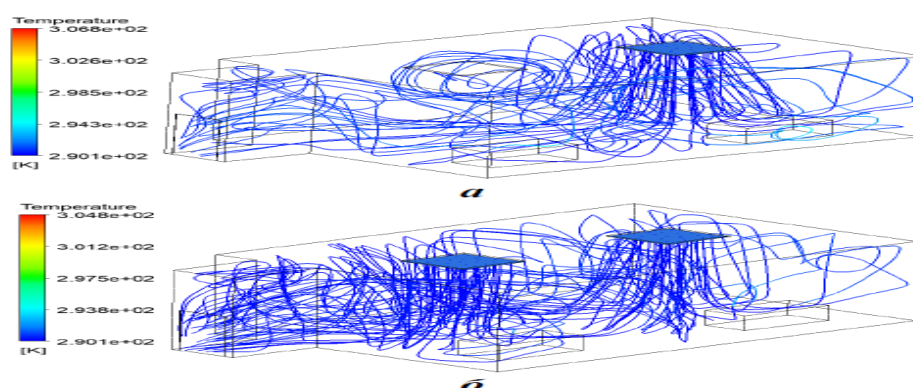 Temperature
3.068e+02
3.026e+02
2.985e+02
2.943e+02
2.901e+02
[K]
а
Temperature
3.048e+02
3.012e+02
2.975e+02
2.938e+02
2.901e+02
[K]
б